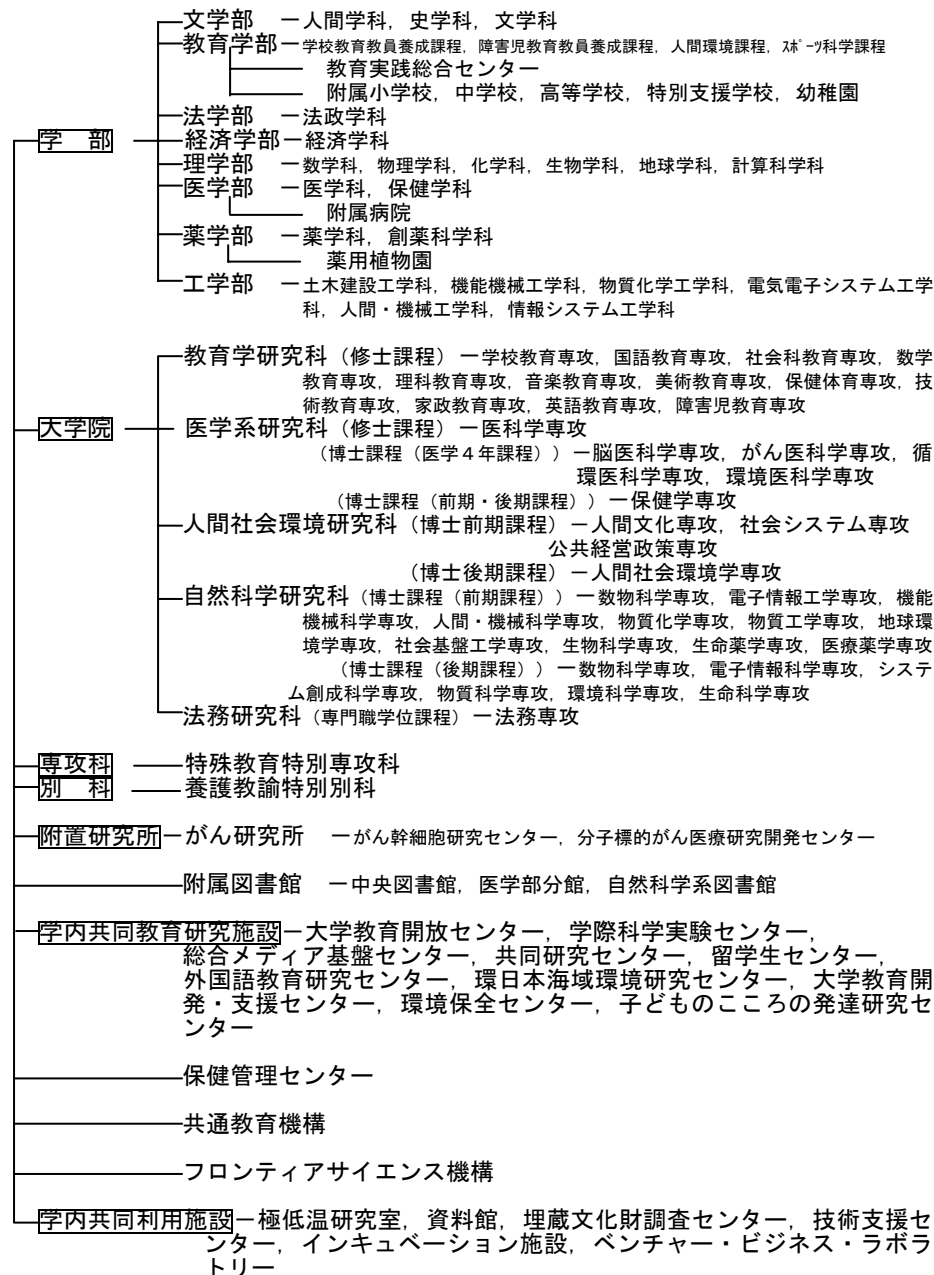 文学部 ー人間学科，史学科，文学科
教育学部ー学校教育教員養成課程，障害児教育教員養成課程，人間環境課程，ｽﾎﾟｰﾂ科学課程
教育実践総合センター
附属小学校，中学校，高等学校，特別支援学校，幼稚園
法学部 ー法政学科
学 部
経済学部ー経済学科
理学部 ー数学科，物理学科，化学科，生物学科，地球学科，計算科学科
医学部 ー医学科，保健学科
附属病院
薬学部 ー薬学科，創薬科学科
薬用植物園
工学部 ー土木建設工学科，機能機械工学科，物質化学工学科，電気電子システム工学
科，人間・機械工学科，情報システム工学科
教育学研究科（修士課程）ー学校教育専攻，国語教育専攻，社会科教育専攻，数学
教育専攻，理科教育専攻，音楽教育専攻，美術教育専攻，保健体育専攻，技
術教育専攻，家政教育専攻，英語教育専攻，障害児教育専攻
大学院
医学系研究科（修士課程）ー医科学専攻
（博士課程（医学４年課程））ー脳医科学専攻，がん医科学専攻，循
環医科学専攻，環境医科学専攻
（博士課程（前期・後期課程））ー保健学専攻
人間社会環境研究科（博士前期課程）ー人間文化専攻，社会システム専攻
公共経営政策専攻
（博士後期課程）ー人間社会環境学専攻
自然科学研究科（博士課程（前期課程））ー数物科学専攻，電子情報工学専攻，機能
機械科学専攻，人間・機械科学専攻，物質化学専攻，物質工学専攻，地球環
境学専攻，社会基盤工学専攻，生物科学専攻，生命薬学専攻，医療薬学専攻
（博士課程（後期課程））ー数物科学専攻，電子情報科学専攻，システ
ム創成科学専攻，物質科学専攻，環境科学専攻，生命科学専攻
法務研究科（専門職学位課程）ー法務専攻
専攻科 特殊教育特別専攻科
別 科 養護教諭特別別科
附置研究所ーがん研究所 ーがん幹細胞研究センター，分子標的がん医療研究開発センター
附属図書館 ー中央図書館，医学部分館，自然科学系図書館
学内共同教育研究施設ー大学教育開放センター，学際科学実験センター，
総合メディア基盤センター，共同研究センター，留学生センター，
外国語教育研究センター，環日本海域環境研究センター，大学教育開
発・支援センター，環境保全センター，子どものこころの発達研究セ
ンター
保健管理センター
共通教育機構
フロンティアサイエンス機構
学内共同利用施設ー極低温研究室，資料館，埋蔵文化財調査センター，技術支援セ
ンター，インキュベーション施設，ベンチャー・ビジネス・ラボラ
トリー